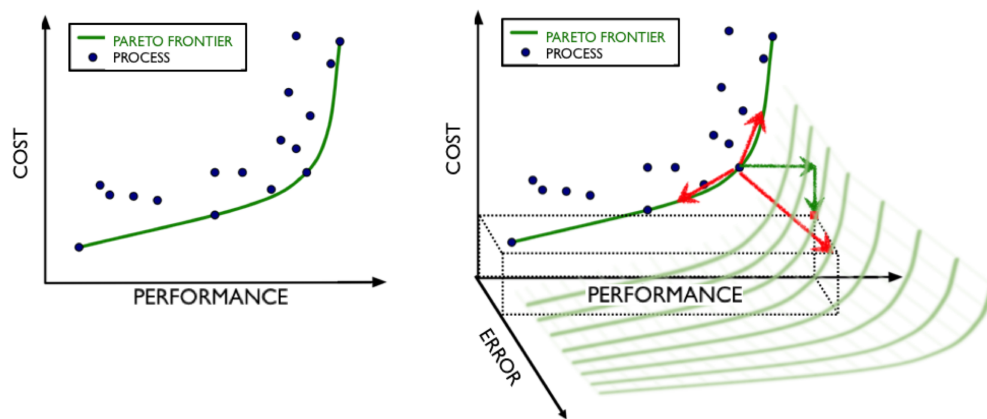 PARETO FRONTIER
PROCESS
COST
PERFORMANCE
PARETO FRONTIER
PROCESS
COST
PERFORMANCE
ERROR